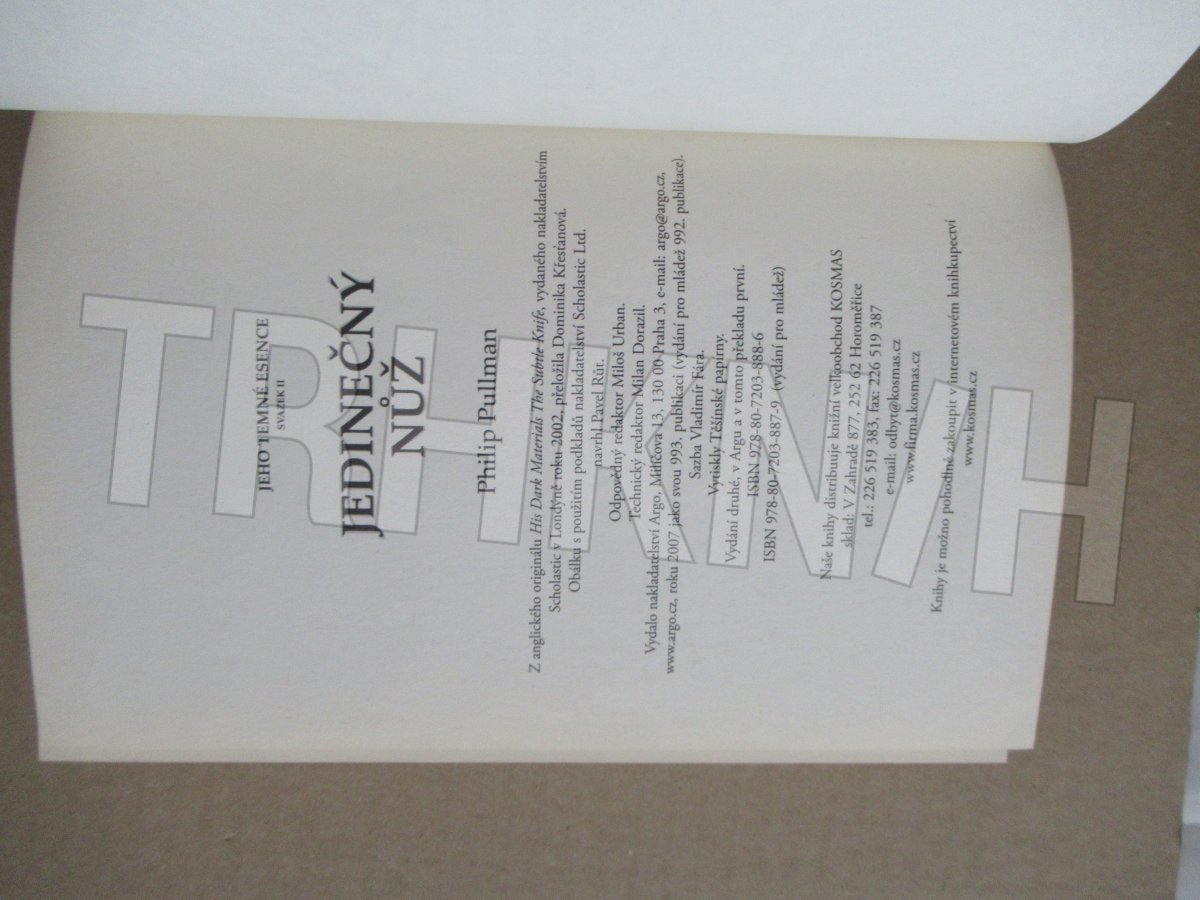 JEHO TEMNÉ ESENCE
SVAZEK II
JEDINEČNÝ
NŮŽ
Philip Pullman
Z anglického originálu His Dark Materials The Subtle Knife, vydaného nakladatelstvím
Scholastic v Londýně roku 2002, přeložila Dominika Křesťanová.
Obálku s použitím podkladů nakladatelství Scholastic Ltd.
navrhl Pavel Růt.
Odpovědný redaktor Miloš Urban.
Technický redaktor Milan Dorazil.
Vydalo nakladatelství Argo, Milíčova 13, 130 00 Praha 3, e-mail: argo@argo.cz,
www.argo.cz, roku 2007 jako svou 993. publikaci (vydání pro mládež 992. publikace).
Sazba Vladimír Fára.
Vytiskly Těšínské papírny.
Vydání druhé, v Argu a v tomto překladu první.
ISBN 978-80-7203-888-6
ISBN 978-80-7203-887-9 (vydání pro mládež)
Naše knihy distribuuje knižní velkoobchod KOSMAS
sklad: V Zahradě 877, 252 62 Horoměřice
tel.: 226 519 383, fax: 226 519 387
e-mail: odbyt@kosmas.cz
www.firma.kosmas.cz
Knihy je možno pohodlně zakoupit v internetovém knihkupectví
www.kosmas.cz